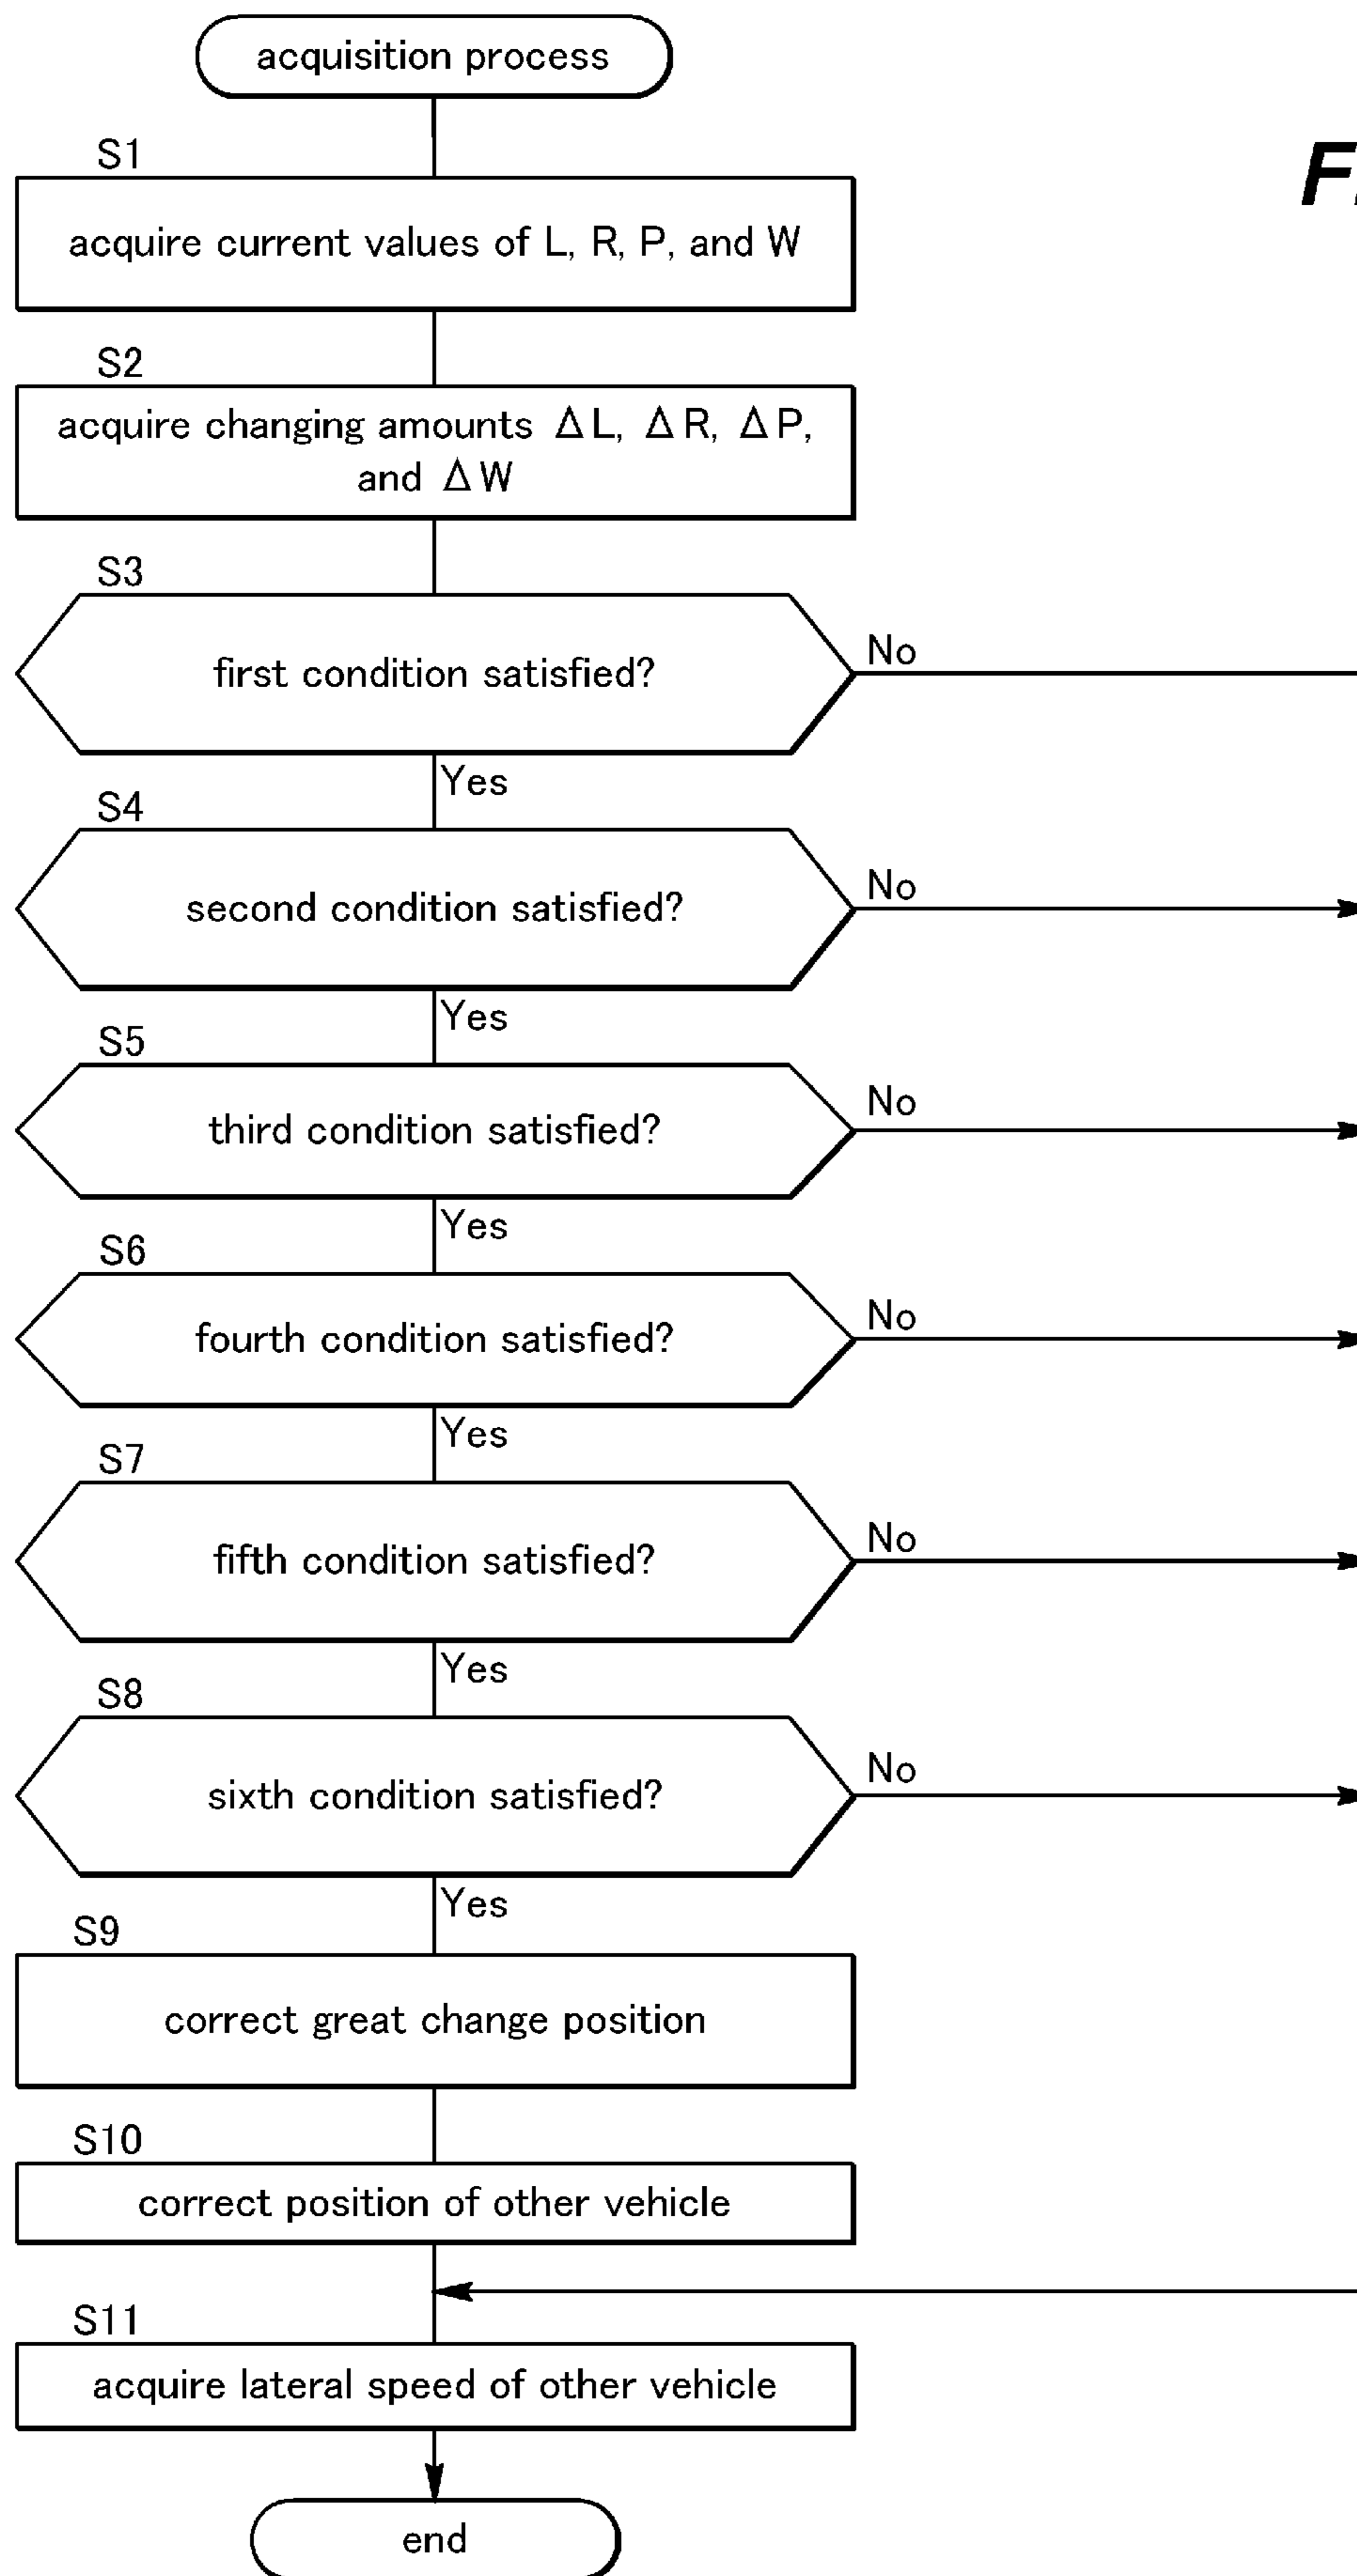 acquisition process
S1
acquire current values of L, R, P, and W
S2
acquire changing amounts ΔL, ΔR, ΔP,
and ΔW
S3
first condition satisfied?
No
Yes
S4
second condition satisfied?
No
Yes
S5
third condition satisfied?
No
Yes
S6
fourth condition satisfied?
No
Yes
S7
fifth condition satisfied?
No
Yes
S8
sixth condition satisfied?
No
Yes
S9
correct great change position
S10
correct position of other vehicle
S11
acquire lateral speed of other vehicle
end